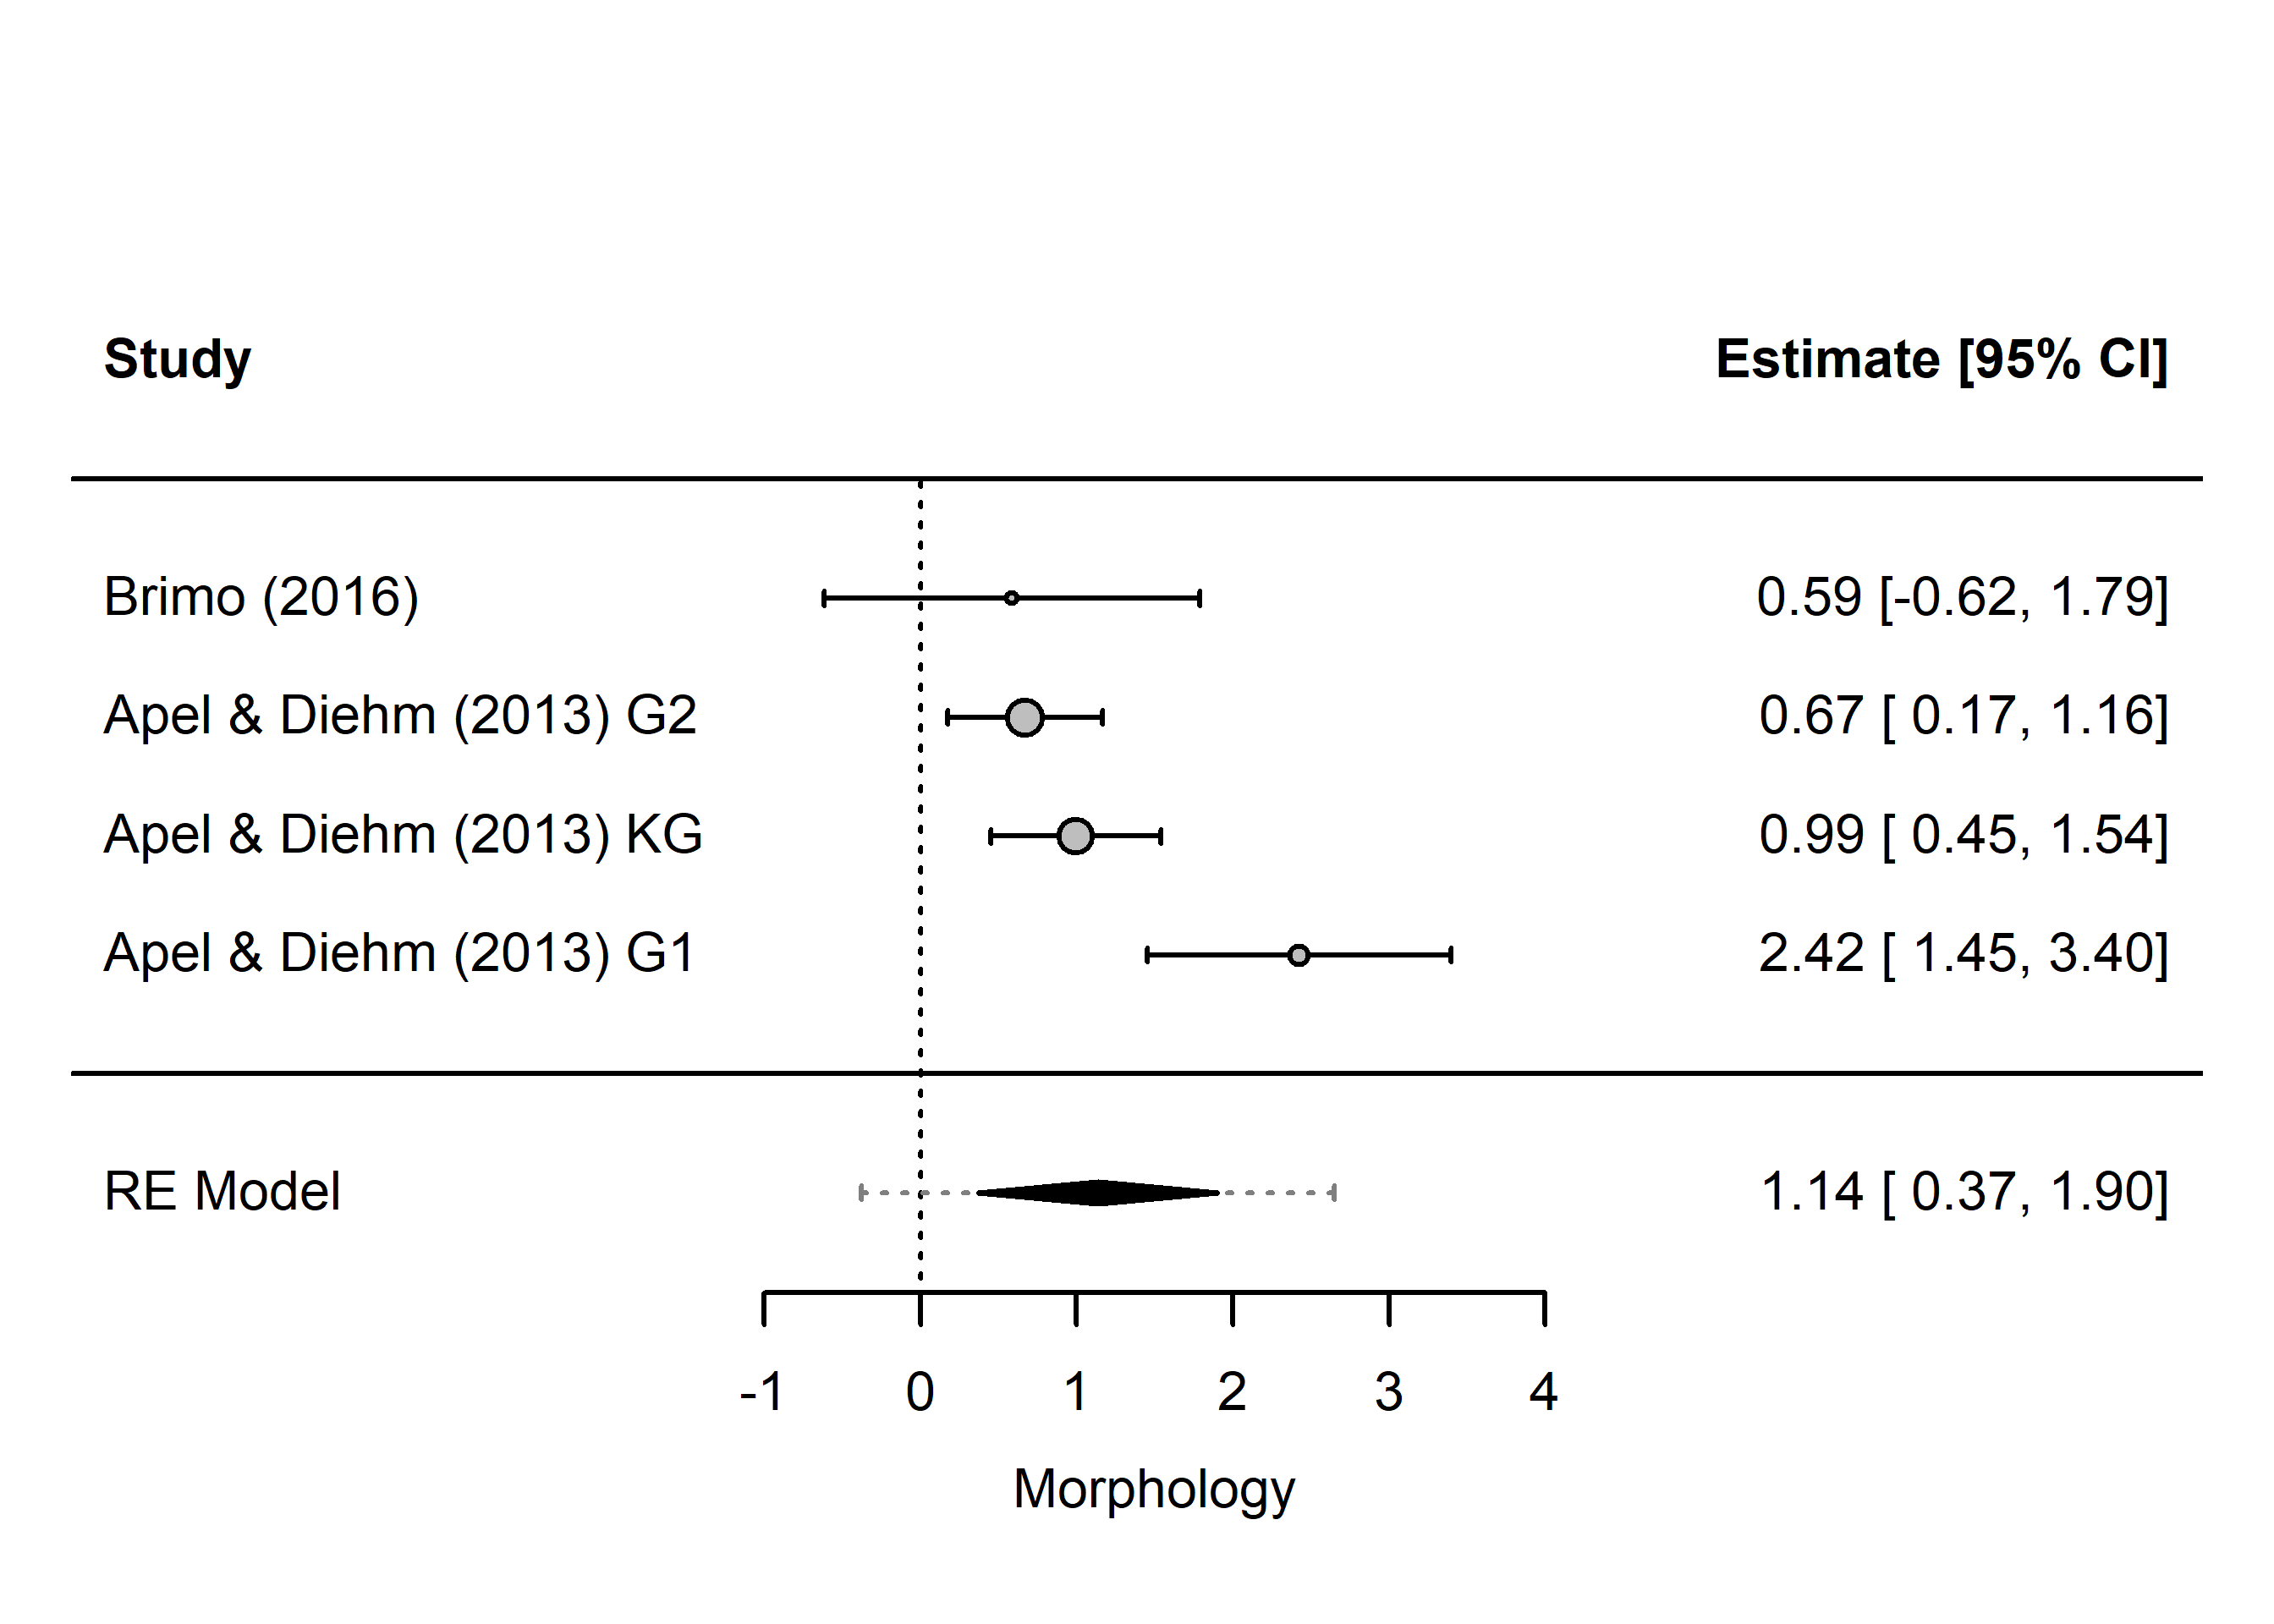 Study Estimate [95% CI]
Brimo (2016) 0.59 [-0.62, 1.79]
Apel & Diehm (2013) G2 0.67 [ 0.17, 1.16]
Apel & Diehm (2013) KG 0.99 [ 0.45, 1.54]
Apel & Diehm (2013) G1 2.42 [ 1.45, 3.40]
RE Model 1.14 [ 0.37, 1.90]
-1 0 1 2 3 4
Morphology